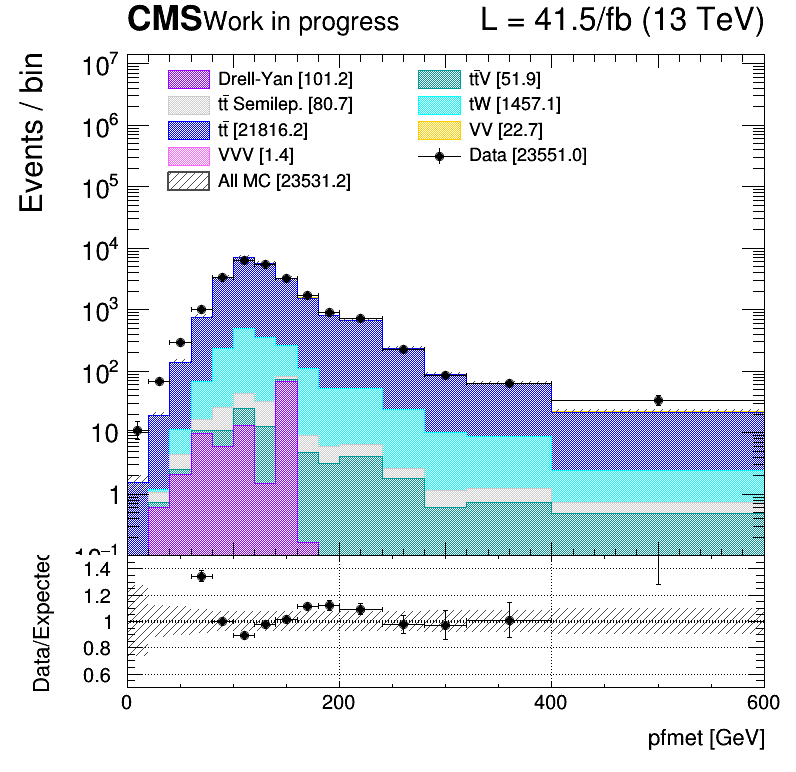 CMS Work in progress L = 41.5/fb (13 TeV)
Events / bin
10⁷
10⁶
10⁵
10⁴
10³
10²
10
1
10⁻¹
Drell-Yan [101.2]
tt̄ Semilep. [80.7]
tt̄ [21816.2]
VVV [1.4]
All MC [23531.2]
tt̄V [51.9]
tW [1457.1]
VV [22.7]
Data [23551.0]
Data/Expected
1.4
1.2
1
0.8
0.6
0 200 400 600
pfmet [GeV]